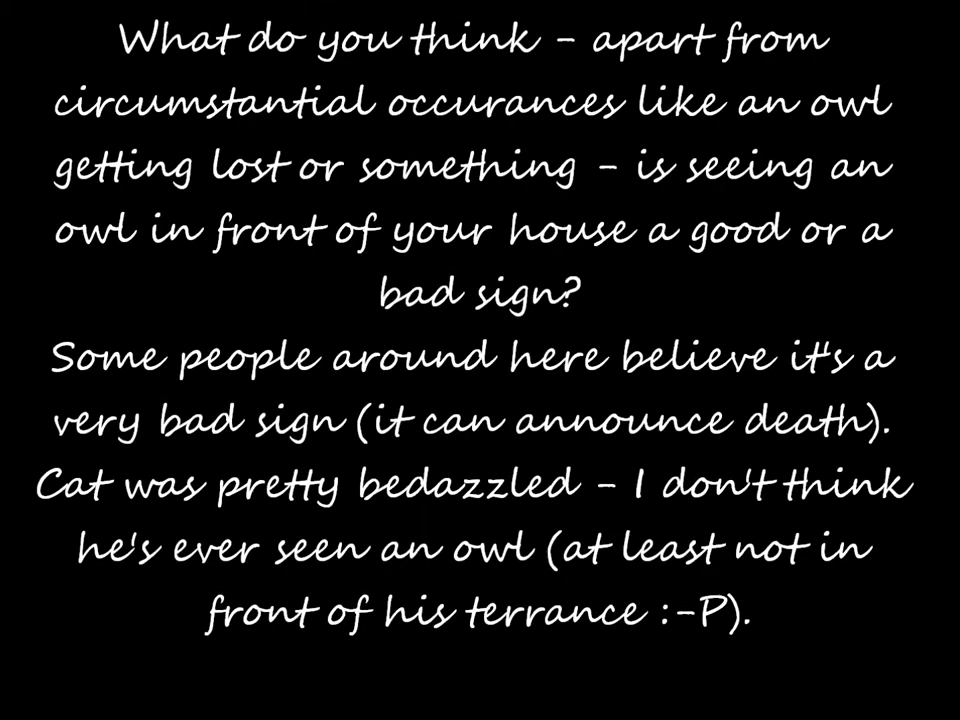 What do you think - apart from
circumstantial occurances like an owl
getting lost or something - is seeing an
owl in front of your house a good or a
bad sign?
Some people around here believe it's a
very bad sign (it can announce death).
Cat was pretty bedazzled - I don't think
he's ever seen an owl (at least not in
front of his terrance :-P).